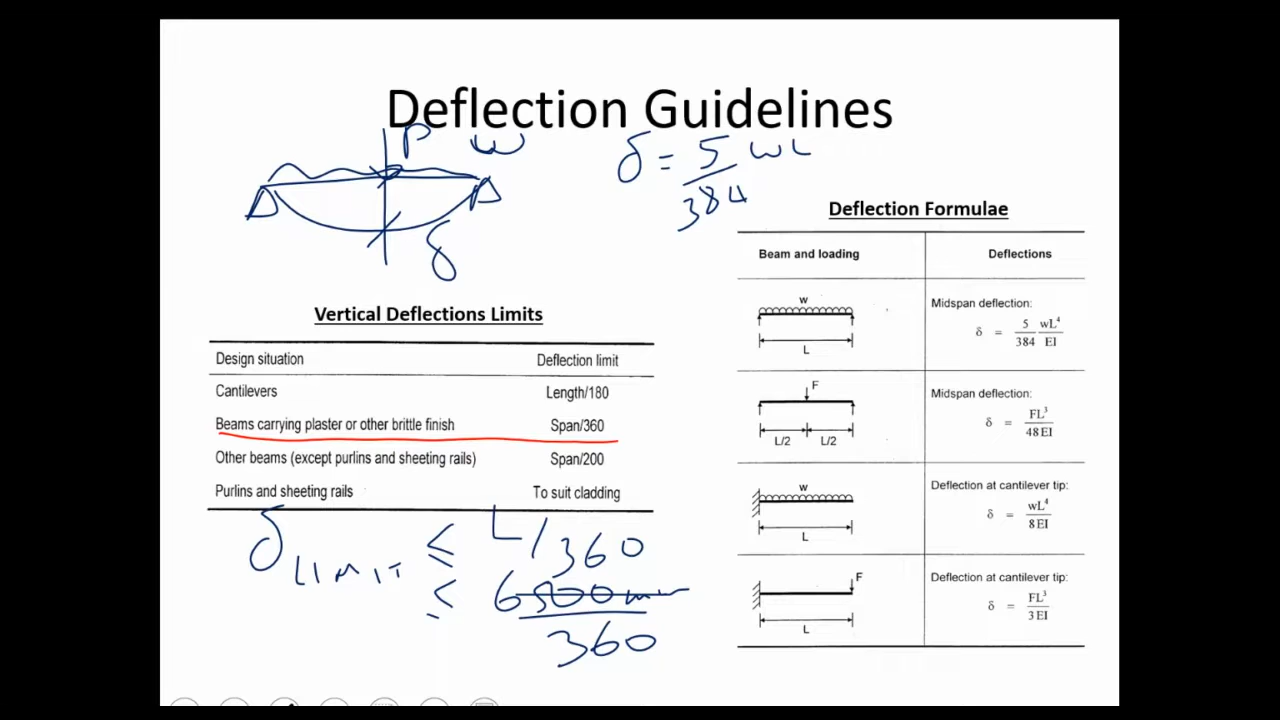 Deflection Guidelines
P w
δ = 5/384 wL
δ
Deflection Formulae
Beam and loading Deflections
w
L
Midspan deflection:
δ = 5/384 wL⁴/EI
F
L/2 L/2
Midspan deflection:
δ = FL³/48EI
w
L
Deflection at cantilever tip:
δ = wL⁴/8EI
F
L
Deflection at cantilever tip:
δ = FL³/3EI
Vertical Deflections Limits
Design situation Deflection limit
Cantilevers Length/180
Beams carrying plaster or other brittle finish Span/360
Other beams (except purlins and sheeting rails) Span/200
Purlins and sheeting rails To suit cladding
δ LIMIT ≤ L/360
≤ 6500mm
360